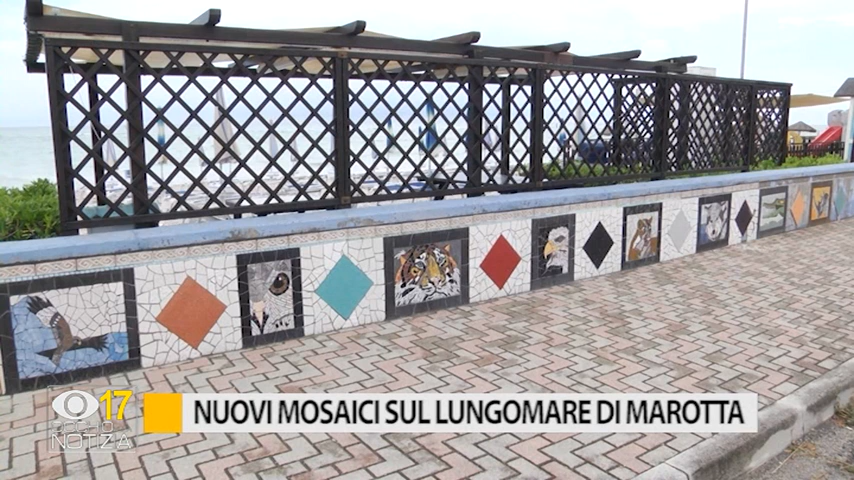 17
OCCHIO
NOTIZIA
NUOVI MOSAICI SUL LUNGOMARE DI MAROTTA